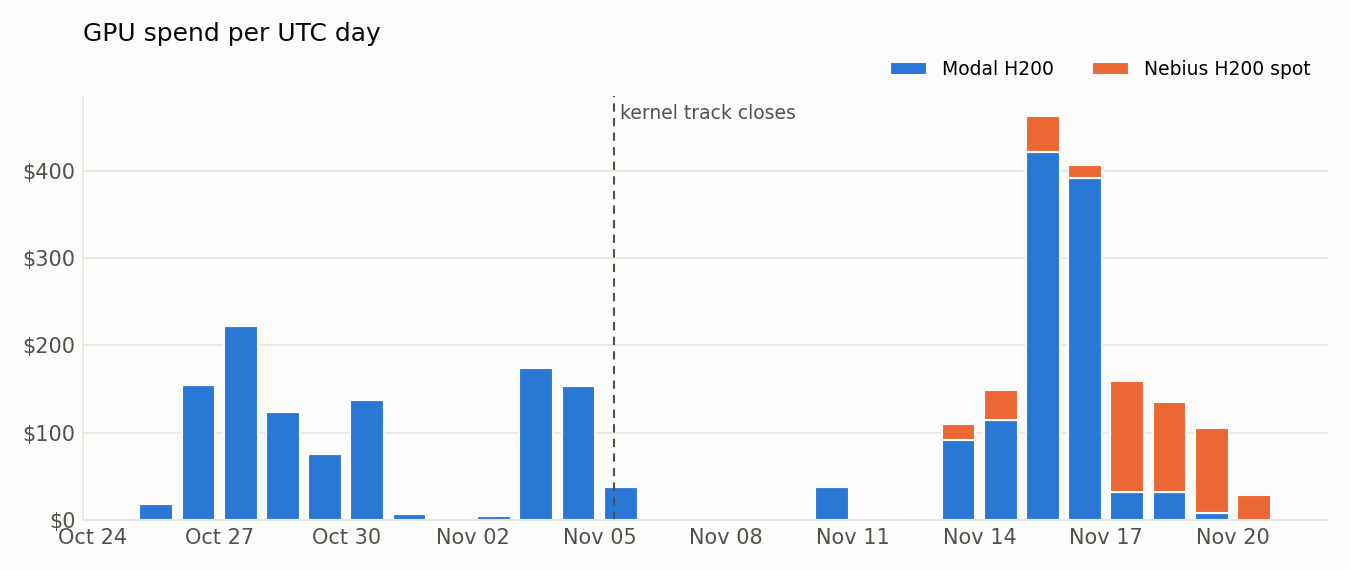 GPU spend per UTC day
Modal H200
Nebius H200 spot
kernel track closes
$400
$300
$200
$100
$0
Oct 24
Oct 27
Oct 30
Nov 02
Nov 05
Nov 08
Nov 11
Nov 14
Nov 17
Nov 20